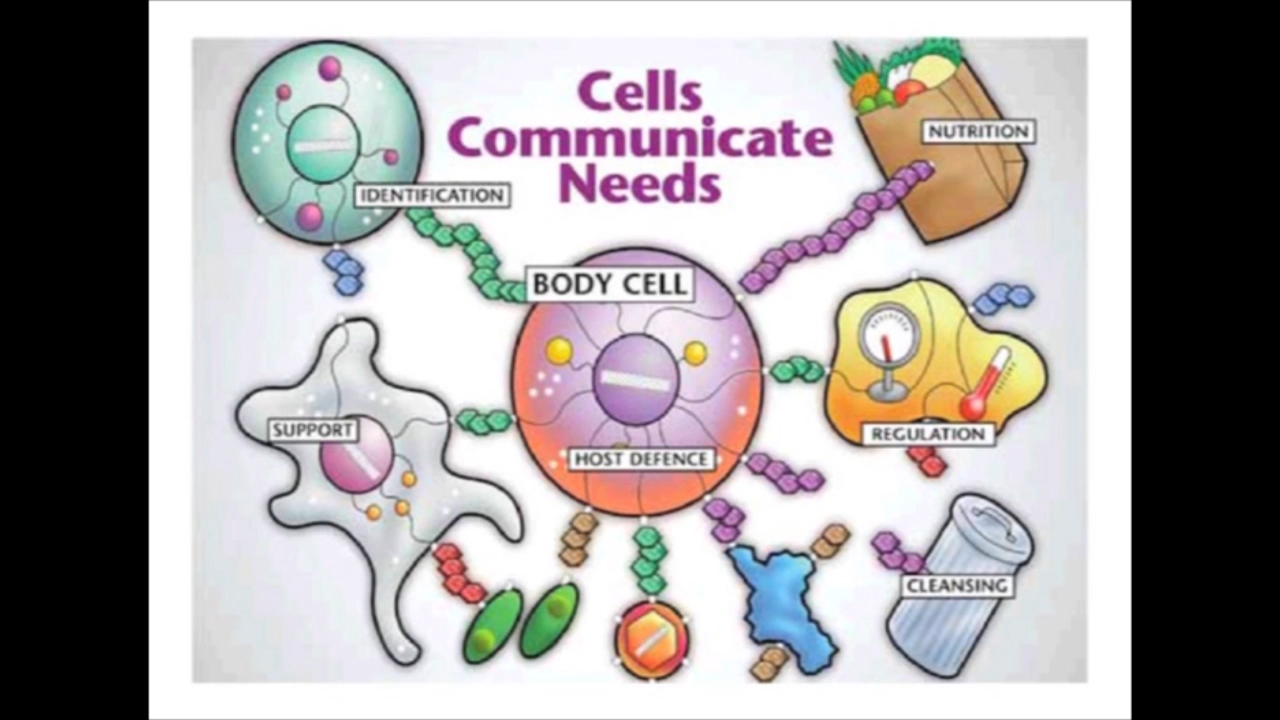 Cells
Communicate
Needs
NUTRITION
IDENTIFICATION
BODY CELL
SUPPORT
REGULATION
HOST DEFENCE
CLEANSING